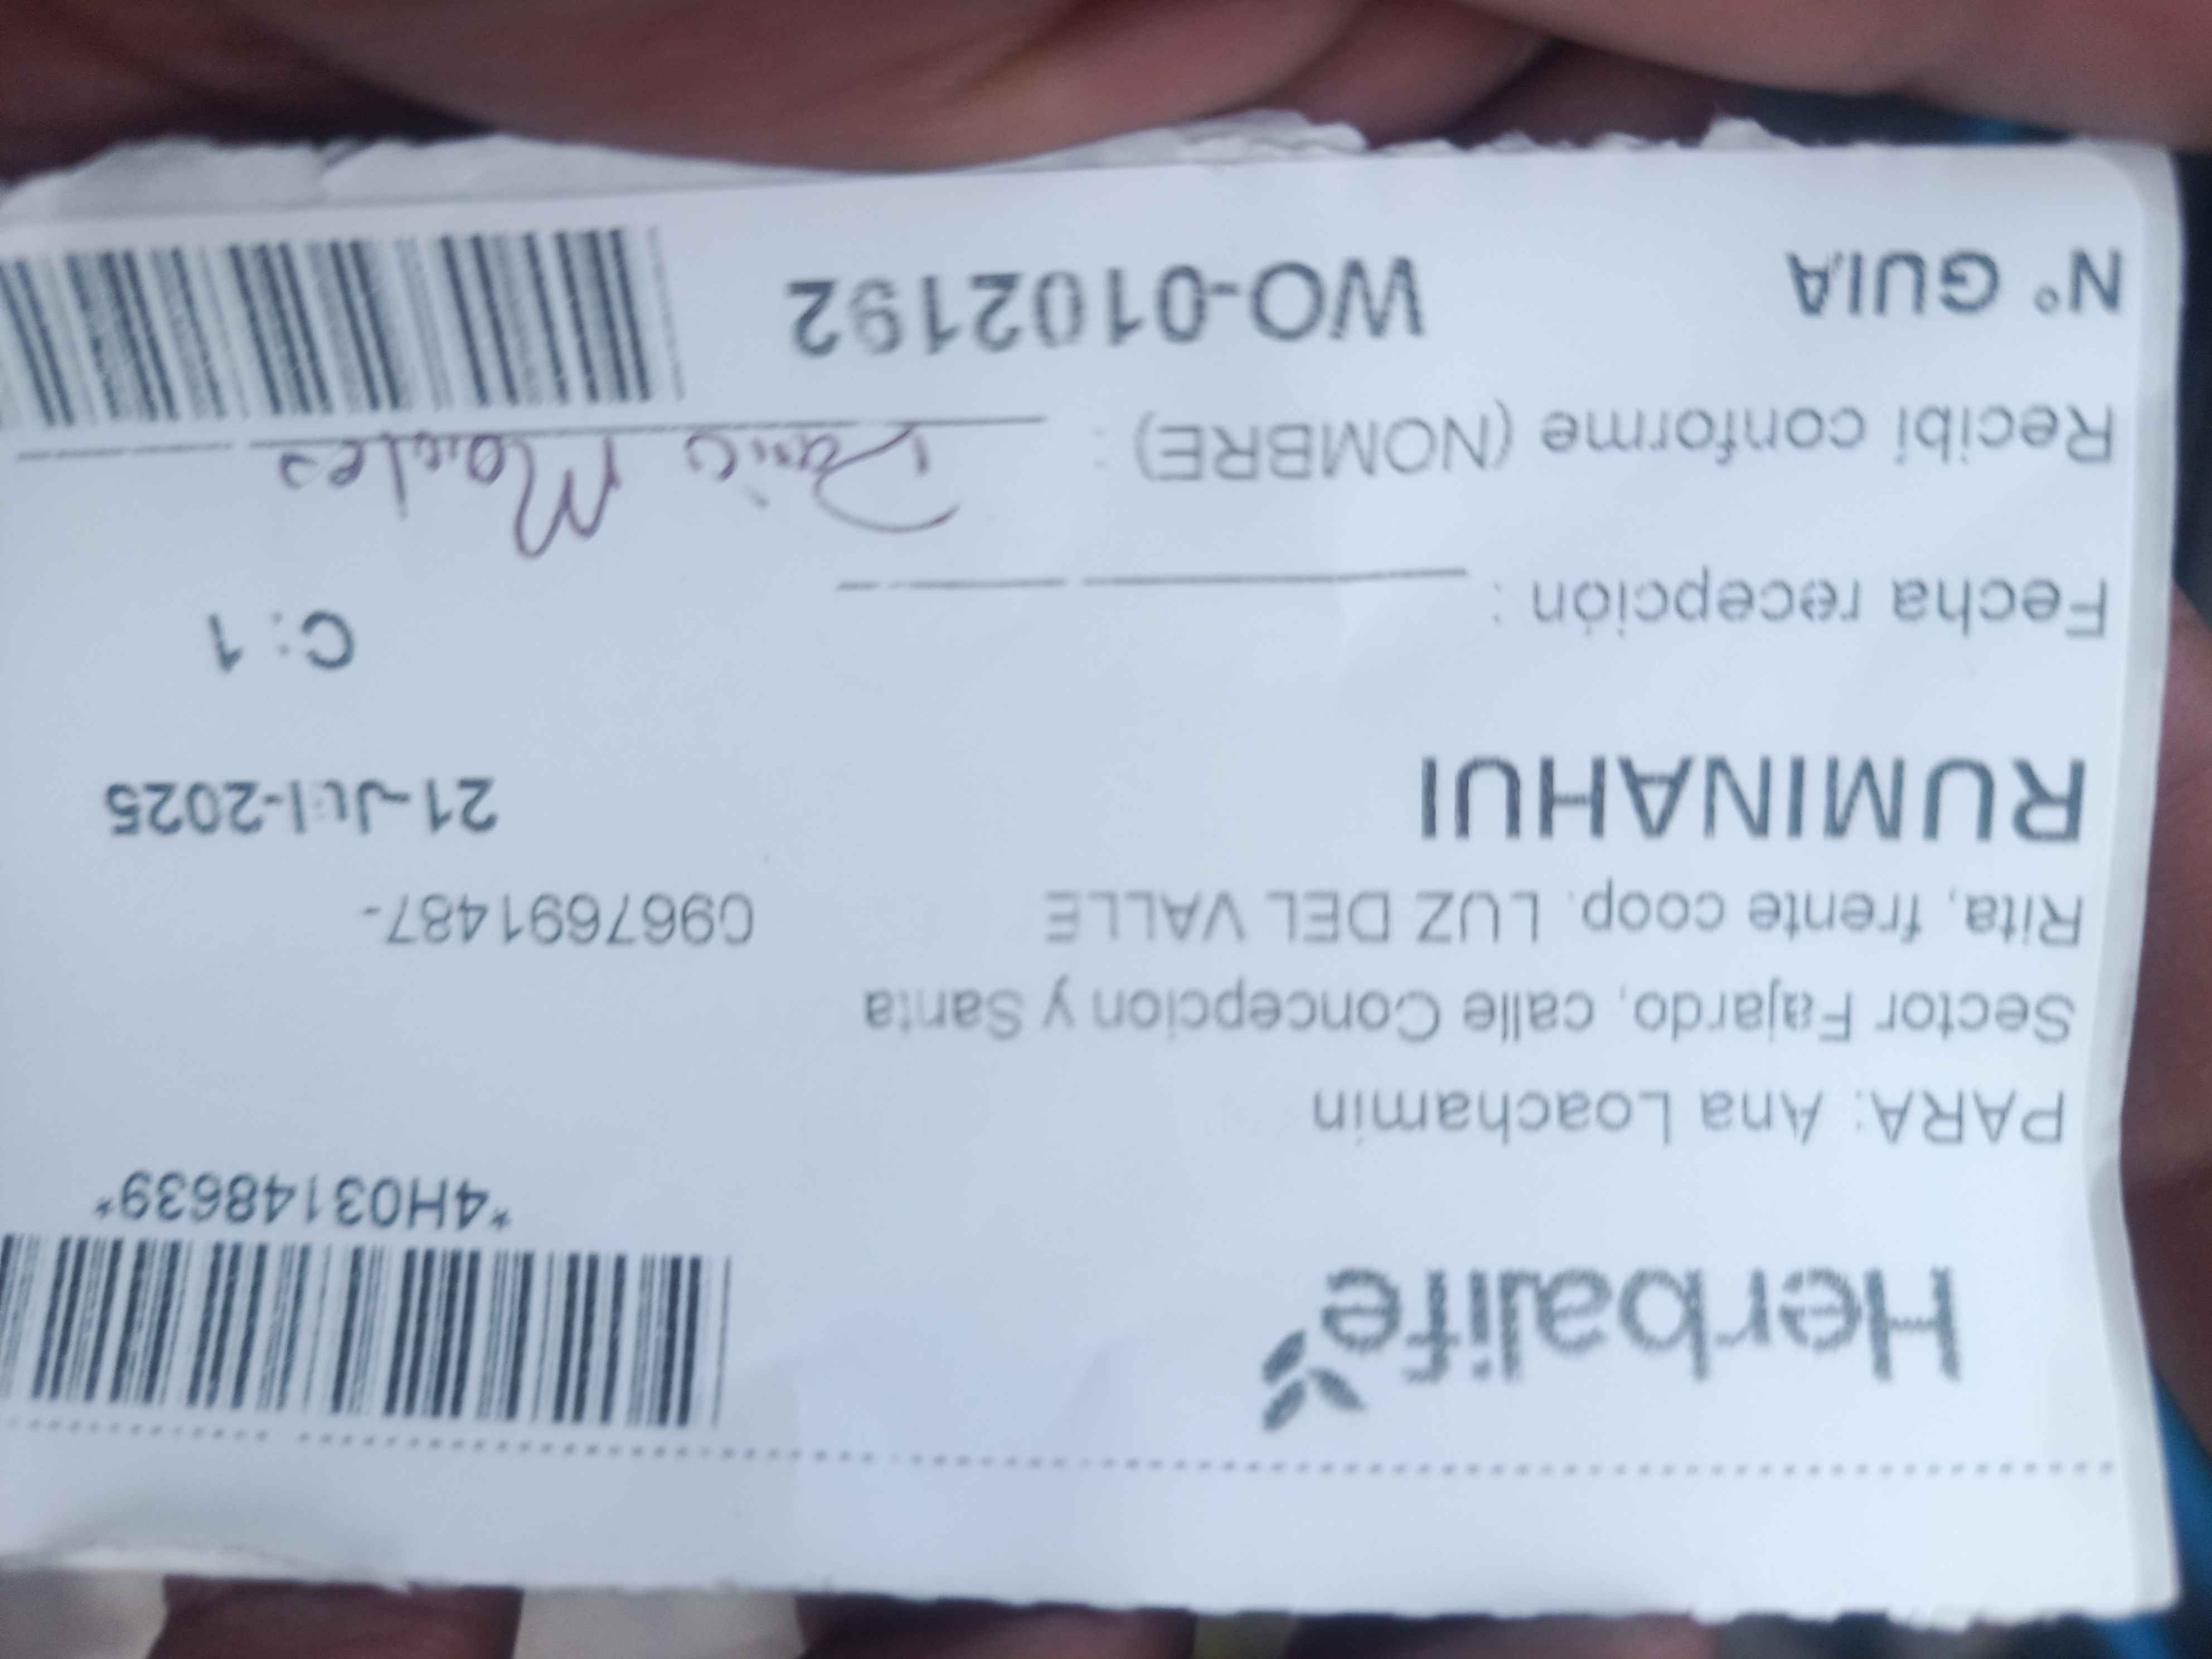 Herbalife
*4H03148639*
PARA: Ana Loachamin
Sector Fajardo, calle Concepcion y Santa
Rita, frente coop. LUZ DEL VALLE
0967691487-
RUMINAHUI
21-Jul-2025
C: 1
Fecha recepción :
Recibi conforme (NOMBRE) :
N° GUIA WO-0102192